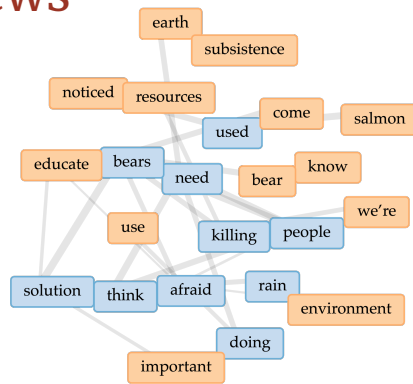 ews
earth
subsistence
noticed
resources
come
salmon
used
educate
bears
need
bear
know
we're
use
killing
people
solution
think
afraid
rain
environment
doing
important